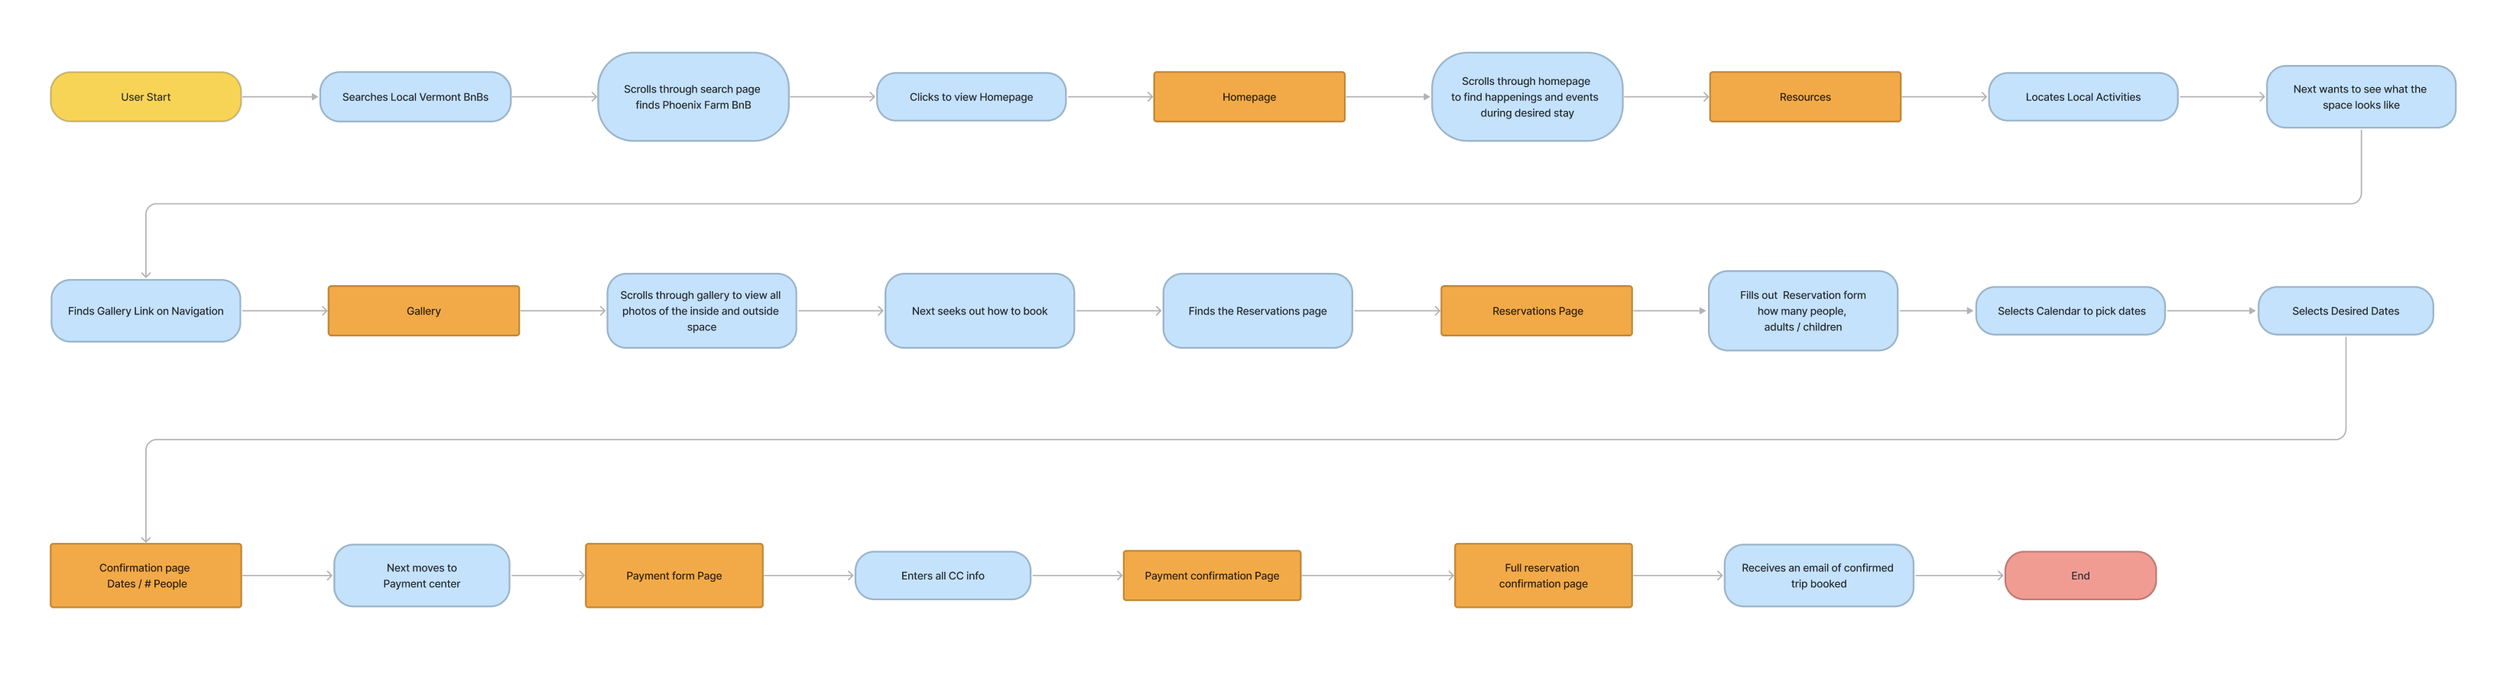 User Start
Searches Local Vermont BnBs
Scrolls through search page
finds Phoenix Farm BnB
Clicks to view Homepage
Homepage
Scrolls through homepage
to find happenings and events
during desired stay
Resources
Locates Local Activities
Next wants to see what the
space looks like
Finds Gallery Link on Navigation
Gallery
Scrolls through gallery to view all
photos of the inside and outside
space
Next seeks out how to book
Finds the Reservations page
Reservations Page
Fills out  Reservation form
how many people,
adults / children
Selects Calendar to pick dates
Selects Desired Dates
Confirmation page
Dates / # People
Next moves to
Payment center
Payment form Page
Enters all CC info
Payment confirmation Page
Full reservation
confirmation page
Receives an email of confirmed
trip booked
End